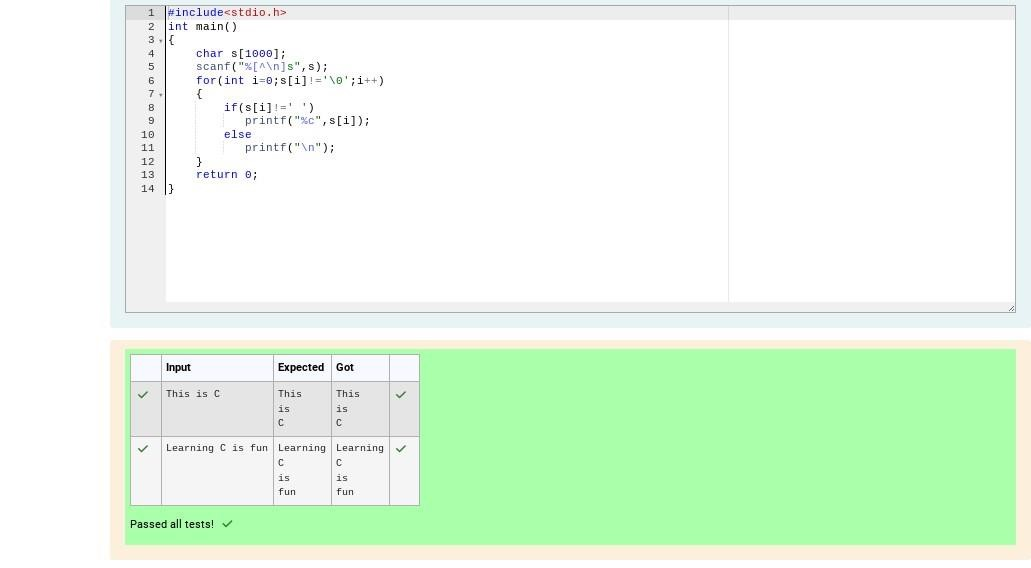 1 #include<stdio.h>
2 int main()
3 {
4 char s[1000];
5 scanf("%[^\n]s",s);
6 for(int i=0;s[i]!='\0';i++)
7 {
8 if(s[i]!=' ')
9 printf("%c",s[i]);
10 else
11 printf("\n");
12 }
13 return 0;
14 }
Input Expected Got
This is C This This
is is
C C
Learning C is fun Learning Learning
C C
is is
fun fun
Passed all tests!